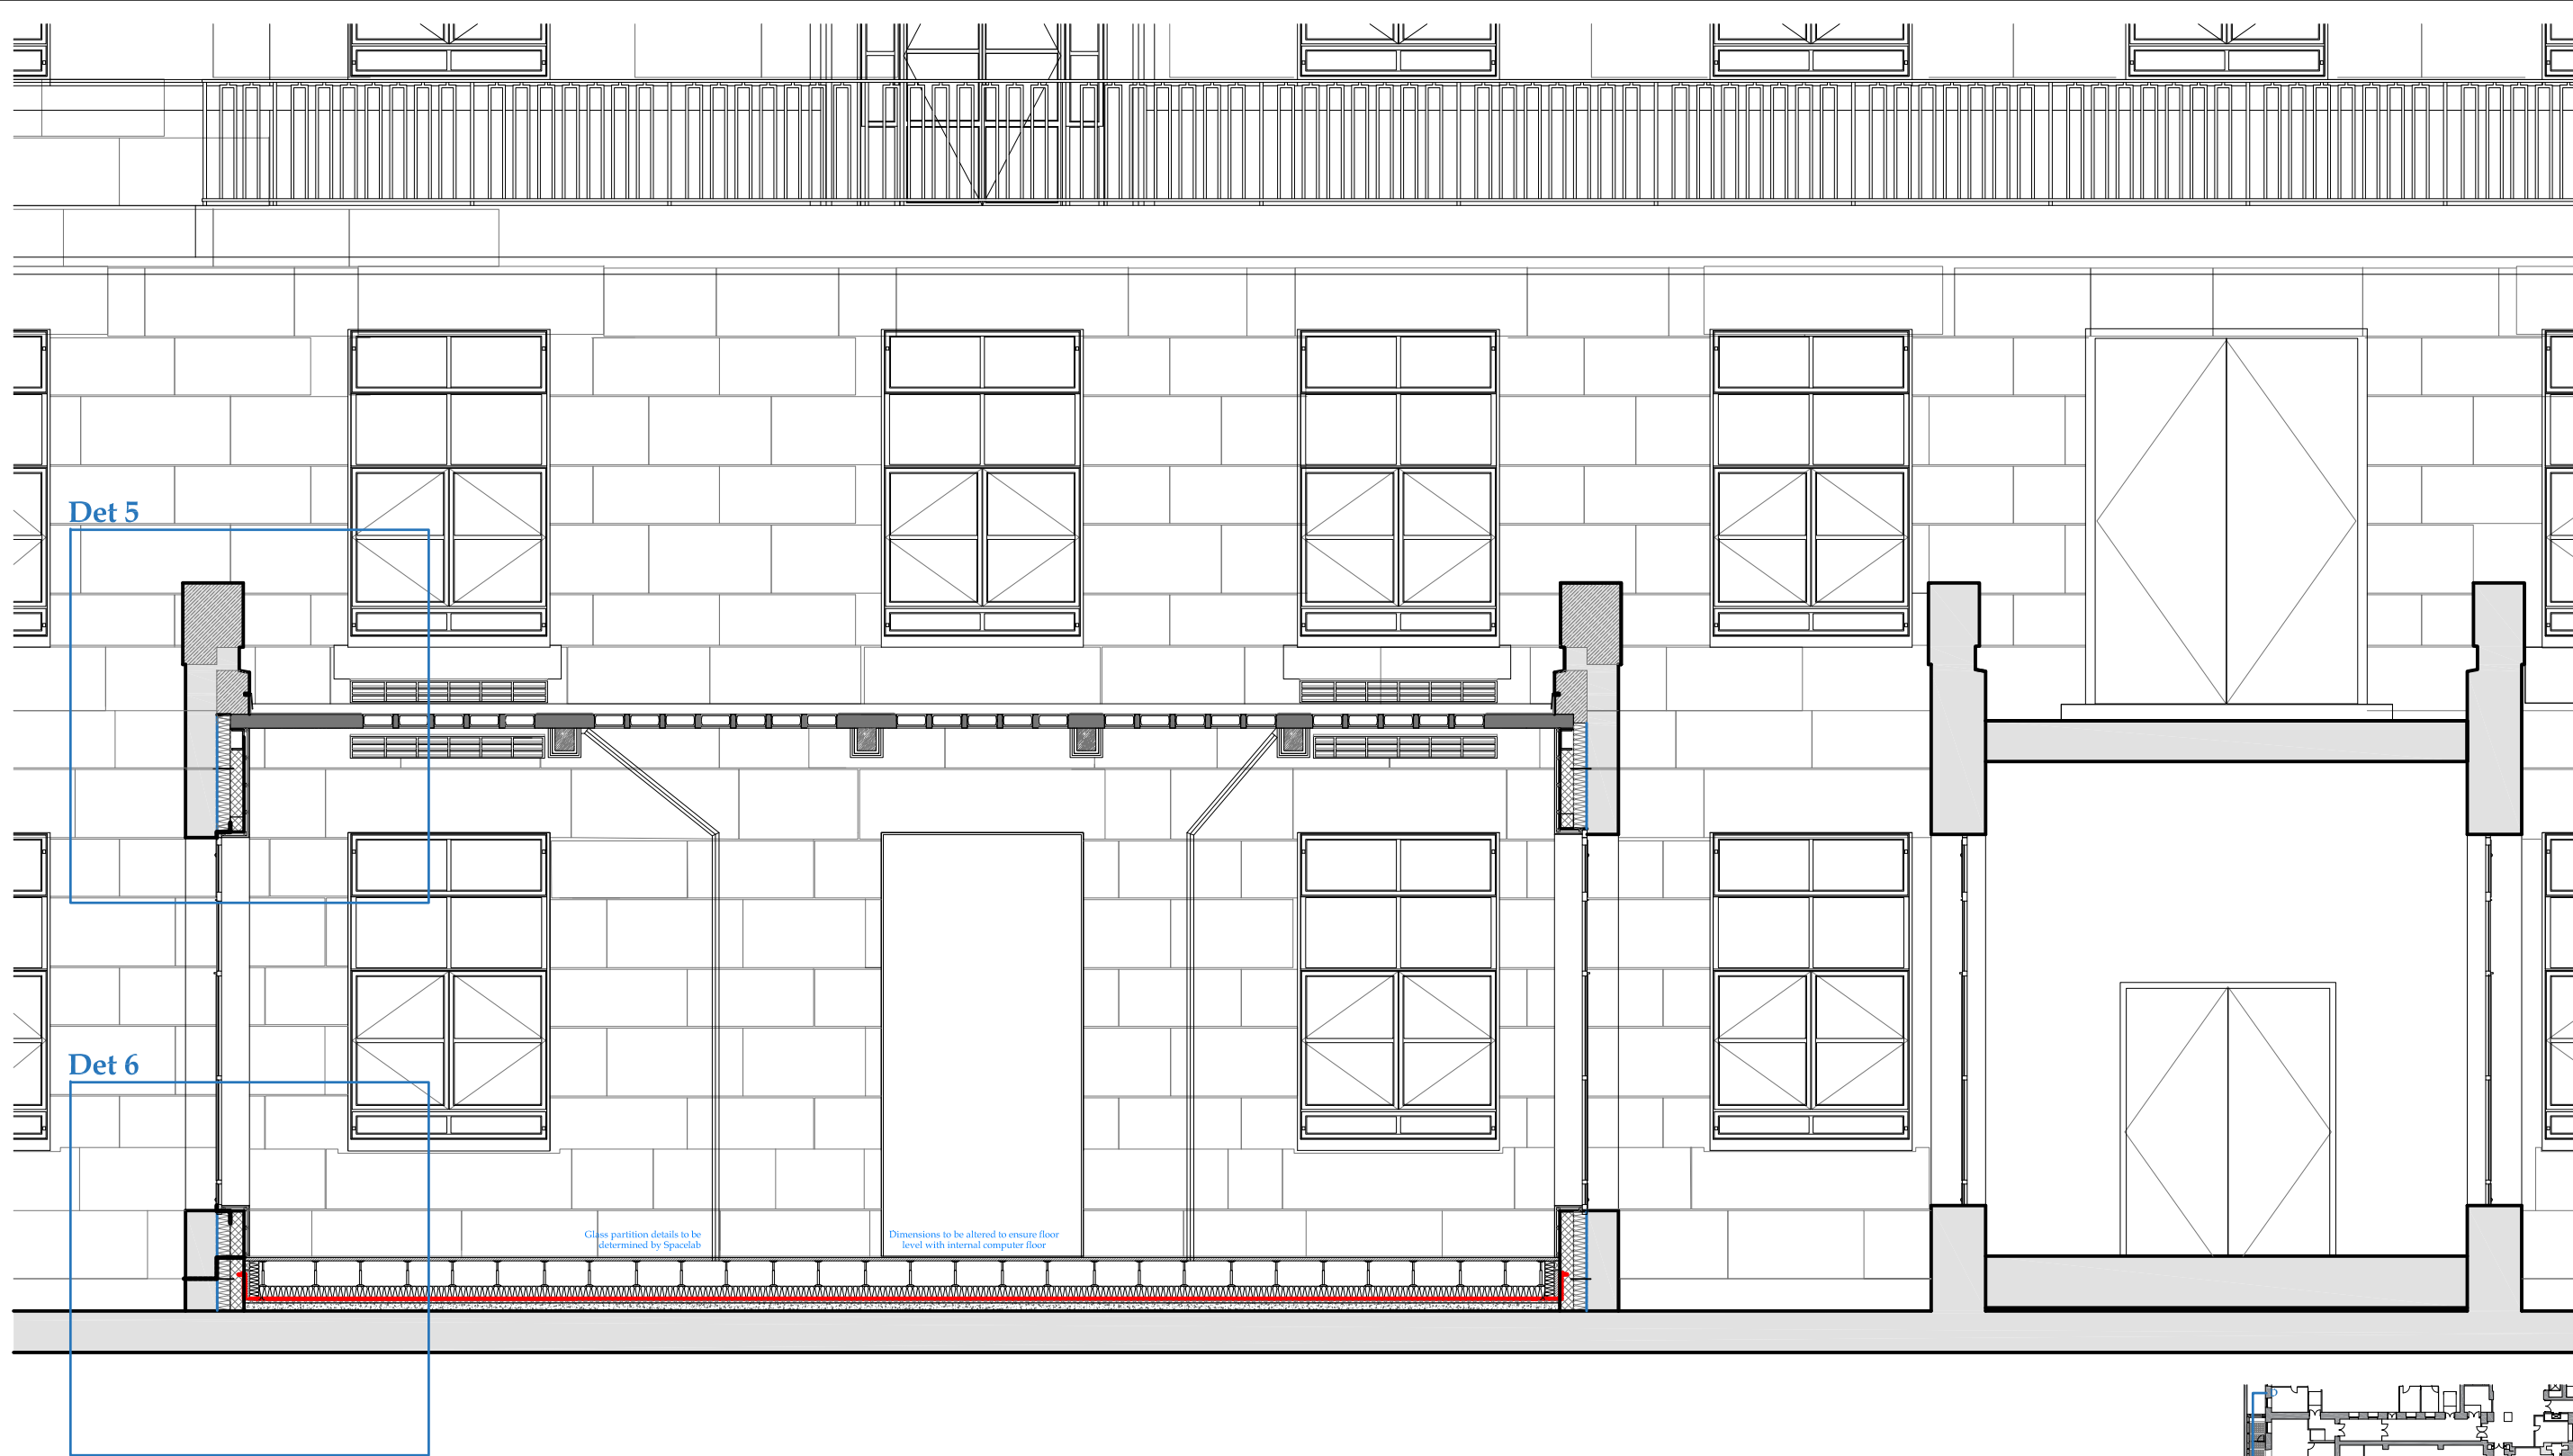 Det 5
Det 6
Glass partition details to be
determined by Spacelab
Dimensions to be altered to ensure floor
level with internal computer floor